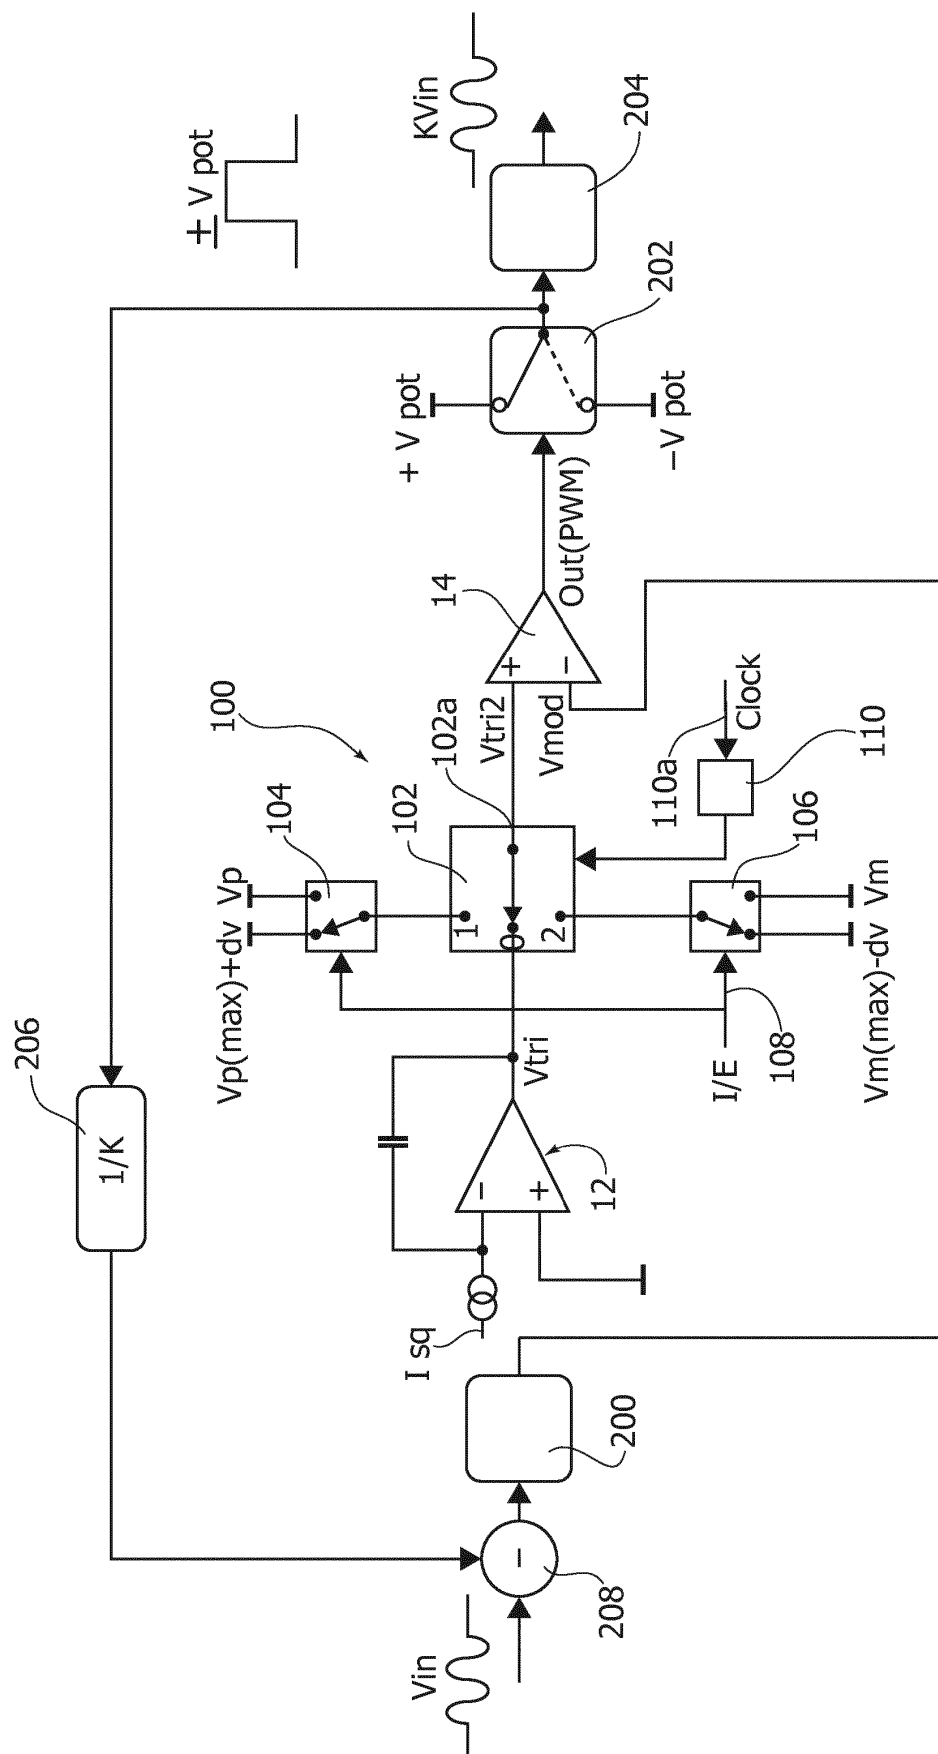 ± V pot
KVin
204
202
+ V pot
−V pot
206
1/K
100
104
102
102a
14
Out(PWM)
Vp(max)+dv
Vp
1
0
2
Vtri2
Vmod
+
−
Clock
110a
110
106
Vm(max)-dv
Vm
I/E
108
Vtri
12
−
+
I sq
200
−
208
Vin